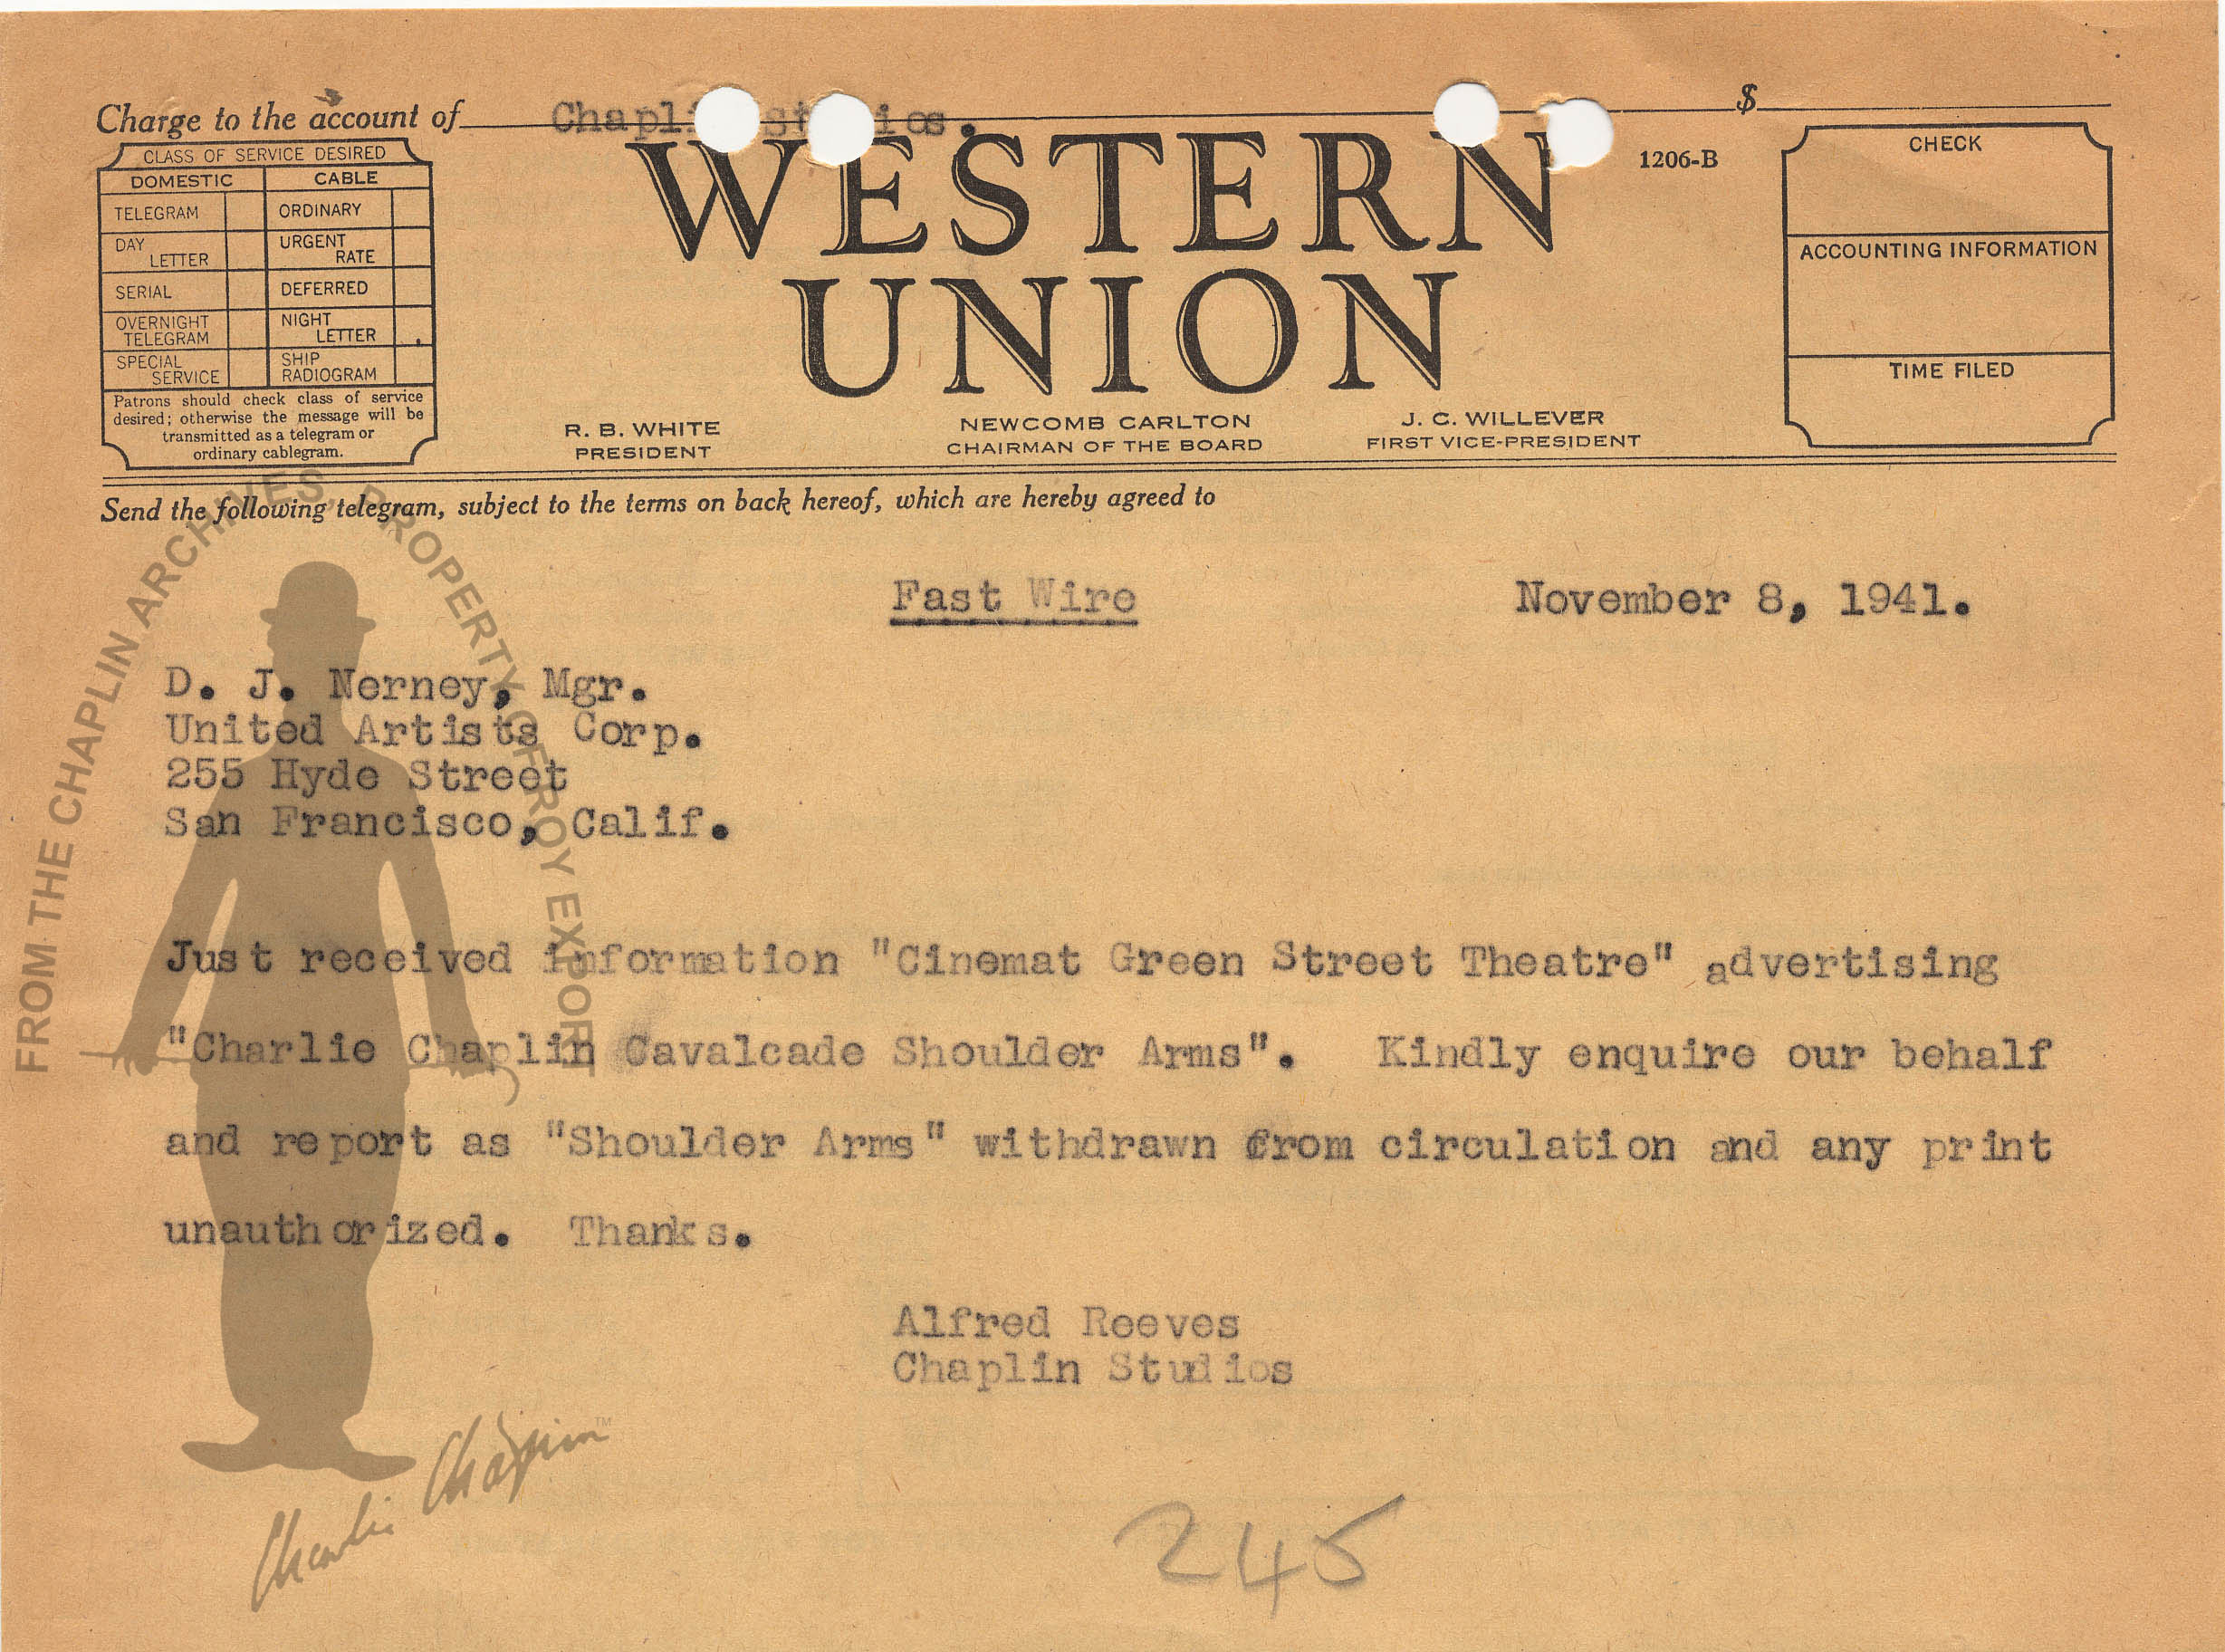 Charge to the account of Chaplin studios. $
CLASS OF SERVICE DESIRED
DOMESTIC CABLE
TELEGRAM ORDINARY
DAY LETTER URGENT RATE
SERIAL DEFERRED
OVERNIGHT TELEGRAM NIGHT LETTER
SPECIAL SERVICE SHIP RADIOGRAM
Patrons should check class of service
desired; otherwise the message will be
transmitted as a telegram or
ordinary cablegram.
WESTERN
UNION
1206-B
CHECK
ACCOUNTING INFORMATION
TIME FILED
R. B. WHITE
PRESIDENT
NEWCOMB CARLTON
CHAIRMAN OF THE BOARD
J. C. WILLEVER
FIRST VICE-PRESIDENT
Send the following telegram, subject to the terms on back hereof, which are hereby agreed to
Fast Wire November 8, 1941.
D. J. Nerney, Mgr.
United Artists Corp.
255 Hyde Street
San Francisco, Calif.
Just received information "Cinemat Green Street Theatre" advertising
"Charlie Chaplin Cavalcade Shoulder Arms". Kindly enquire our behalf
and report as "Shoulder Arms" withdrawn from circulation and any print
unauthorized. Thanks.
Alfred Reeves
Chaplin Studios
245
FROM THE CHAPLIN ARCHIVES, PROPERTY OF ROY EXPORT
Charlie Chaplin TM